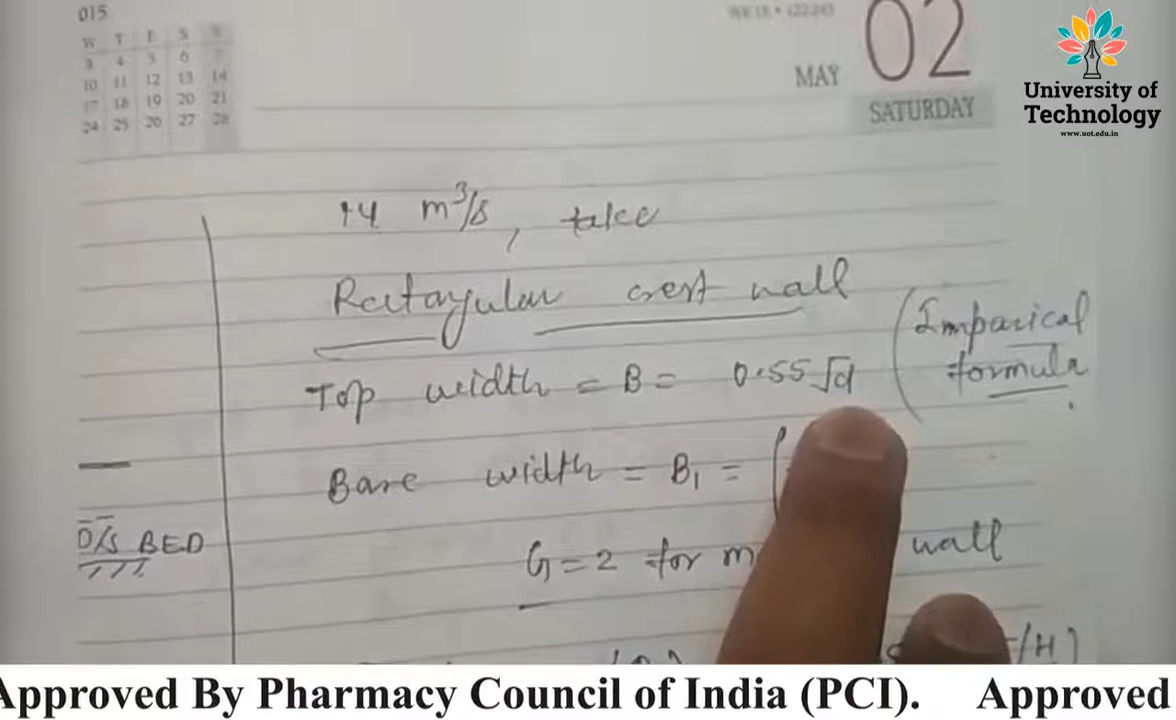 015
02
MAY
SATURDAY
W T F S
3 4 5 6 7
10 11 12 13 14
17 18 19 20 21
24 25 26 27 28
University of
Technology
www.uot.edu.in
14 m³/s, take
Rectangular crest wall
Top width = B = 0.55√d
(Imparical
formula
Base width = B₁ = (
D/S BED
G = 2 for m
wall
/H)
Approved By Pharmacy Council of India (PCI). Approved